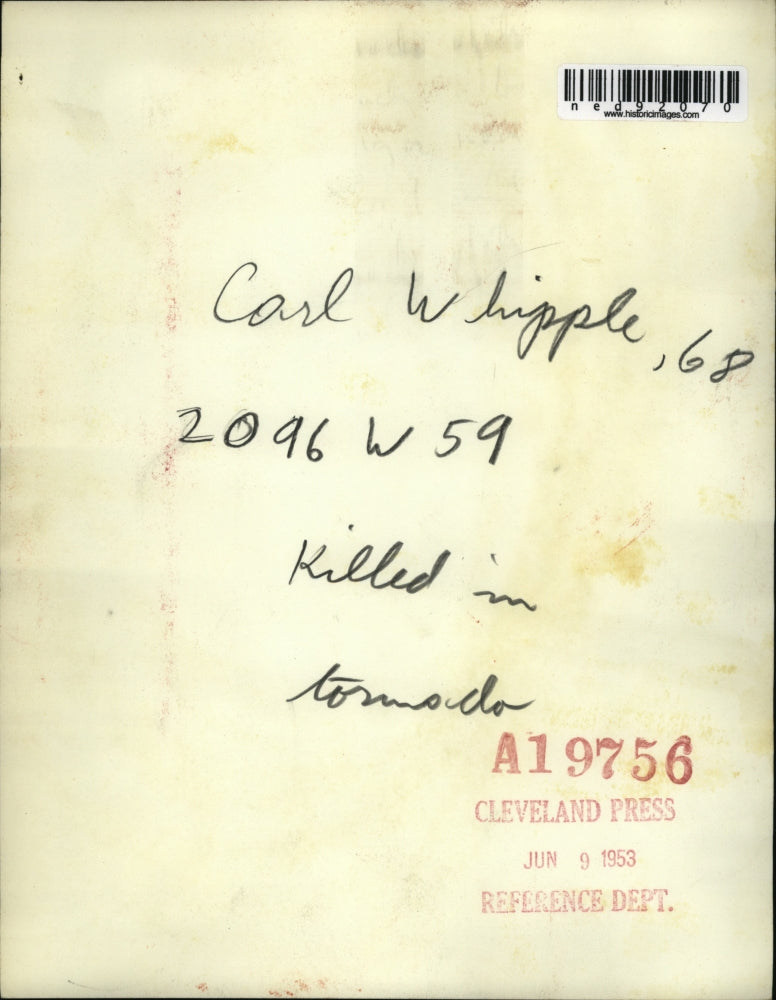 ned92070
www.historicimages.com
Carl Whipple, 68
2096 W 59
Killed in
tornado
A19756
CLEVELAND PRESS
JUN 9 1953
REFERENCE DEPT.